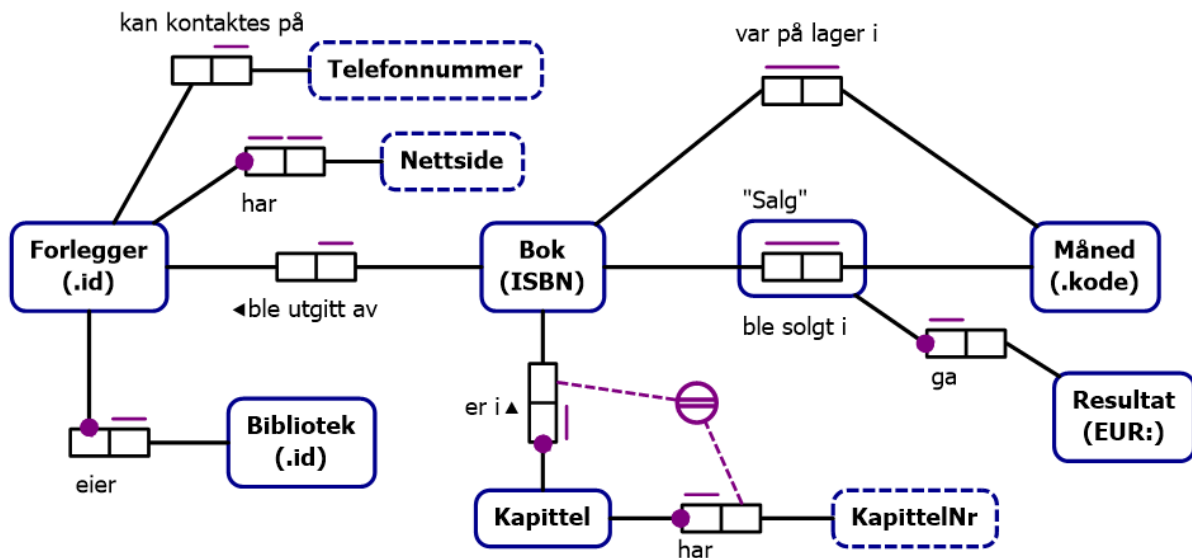 kan kontaktes på
Telefonnummer
var på lager i
Nettside
har
"Salg"
Forlegger
(.id)
Bok
(ISBN)
Måned
(.kode)
◄ble utgitt av
ble solgt i
ga
er i▲
Resultat
(EUR:)
Bibliotek
(.id)
eier
Kapittel
KapittelNr
har